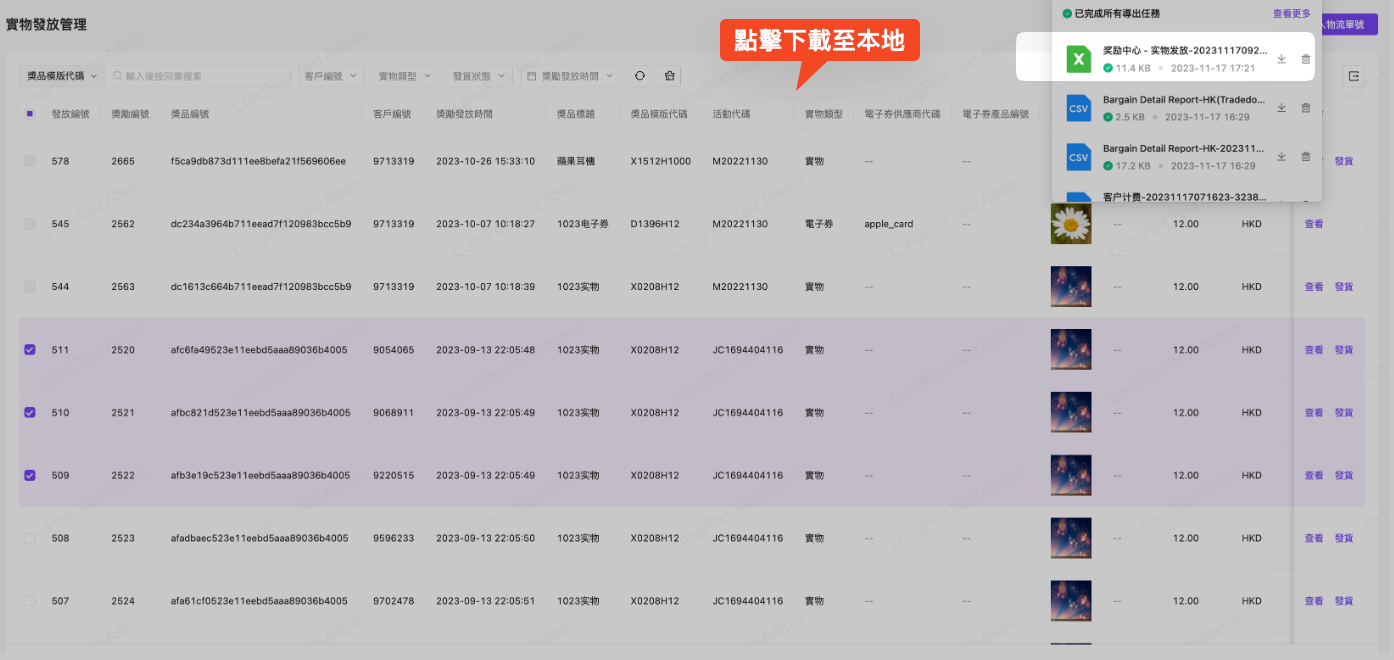 實物發放管理
點擊下載至本地
已完成所有導出任務 查看更多
入物流單號
奖励中心 - 实物发放-202311117092...
11.4 KB 2023-11-17 17:21
CSV Bargain Detail Report-HK(Tradedo...
2.5 KB 2023-11-17 16:29
CSV Bargain Detail Report-HK-202311...
17.2 KB 2023-11-17 16:29
客户计费-20231117071623-3238...
獎品模版代碼 輸入後按回車搜素 客戶編號 實物類型 發貨狀態 獎勵發放時間
發放編號 獎勵編號 獎品編號 客戶編號 獎勵發放時間 獎品標題 獎品模版代碼 活動代碼 實物類型 電子券供應商代碼 電子券產品編號
578 2665 f5ca9db873d111ee8befa21f569606ee 9713319 2023-10-26 15:33:10 蘋果耳機 X1512H1000 M20221130 實物 -- -- 發貨
545 2562 dc234a3964b711eead7f120983bcc5b9 9713319 2023-10-07 10:18:27 1023电子券 D1396H12 M20221130 電子券 apple_card -- -- 12.00 HKD 查看
544 2563 dc1613c664b711eead7f120983bcc5b9 9713319 2023-10-07 10:18:39 1023实物 X0208H12 M20221130 實物 -- -- -- 12.00 HKD 查看 發貨
511 2520 afc6fa49523e11eebd5aaa89036b4005 9054065 2023-09-13 22:05:48 1023实物 X0208H12 JC1694404116 實物 -- -- -- 12.00 HKD 查看 發貨
510 2521 afbc821d523e11eebd5aaa89036b4005 9068911 2023-09-13 22:05:49 1023实物 X0208H12 JC1694404116 實物 -- -- -- 12.00 HKD 查看 發貨
509 2522 afb3e19c523e11eebd5aaa89036b4005 9220515 2023-09-13 22:05:49 1023实物 X0208H12 JC1694404116 實物 -- -- -- 12.00 HKD 查看 發貨
508 2523 afadbaec523e11eebd5aaa89036b4005 9596233 2023-09-13 22:05:50 1023实物 X0208H12 JC1694404116 實物 -- -- -- 12.00 HKD 查看 發貨
507 2524 afa61cf0523e11eebd5aaa89036b4005 9702478 2023-09-13 22:05:51 1023实物 X0208H12 JC1694404116 實物 -- -- -- 12.00 HKD 查看 發貨
LongPort Test Admin